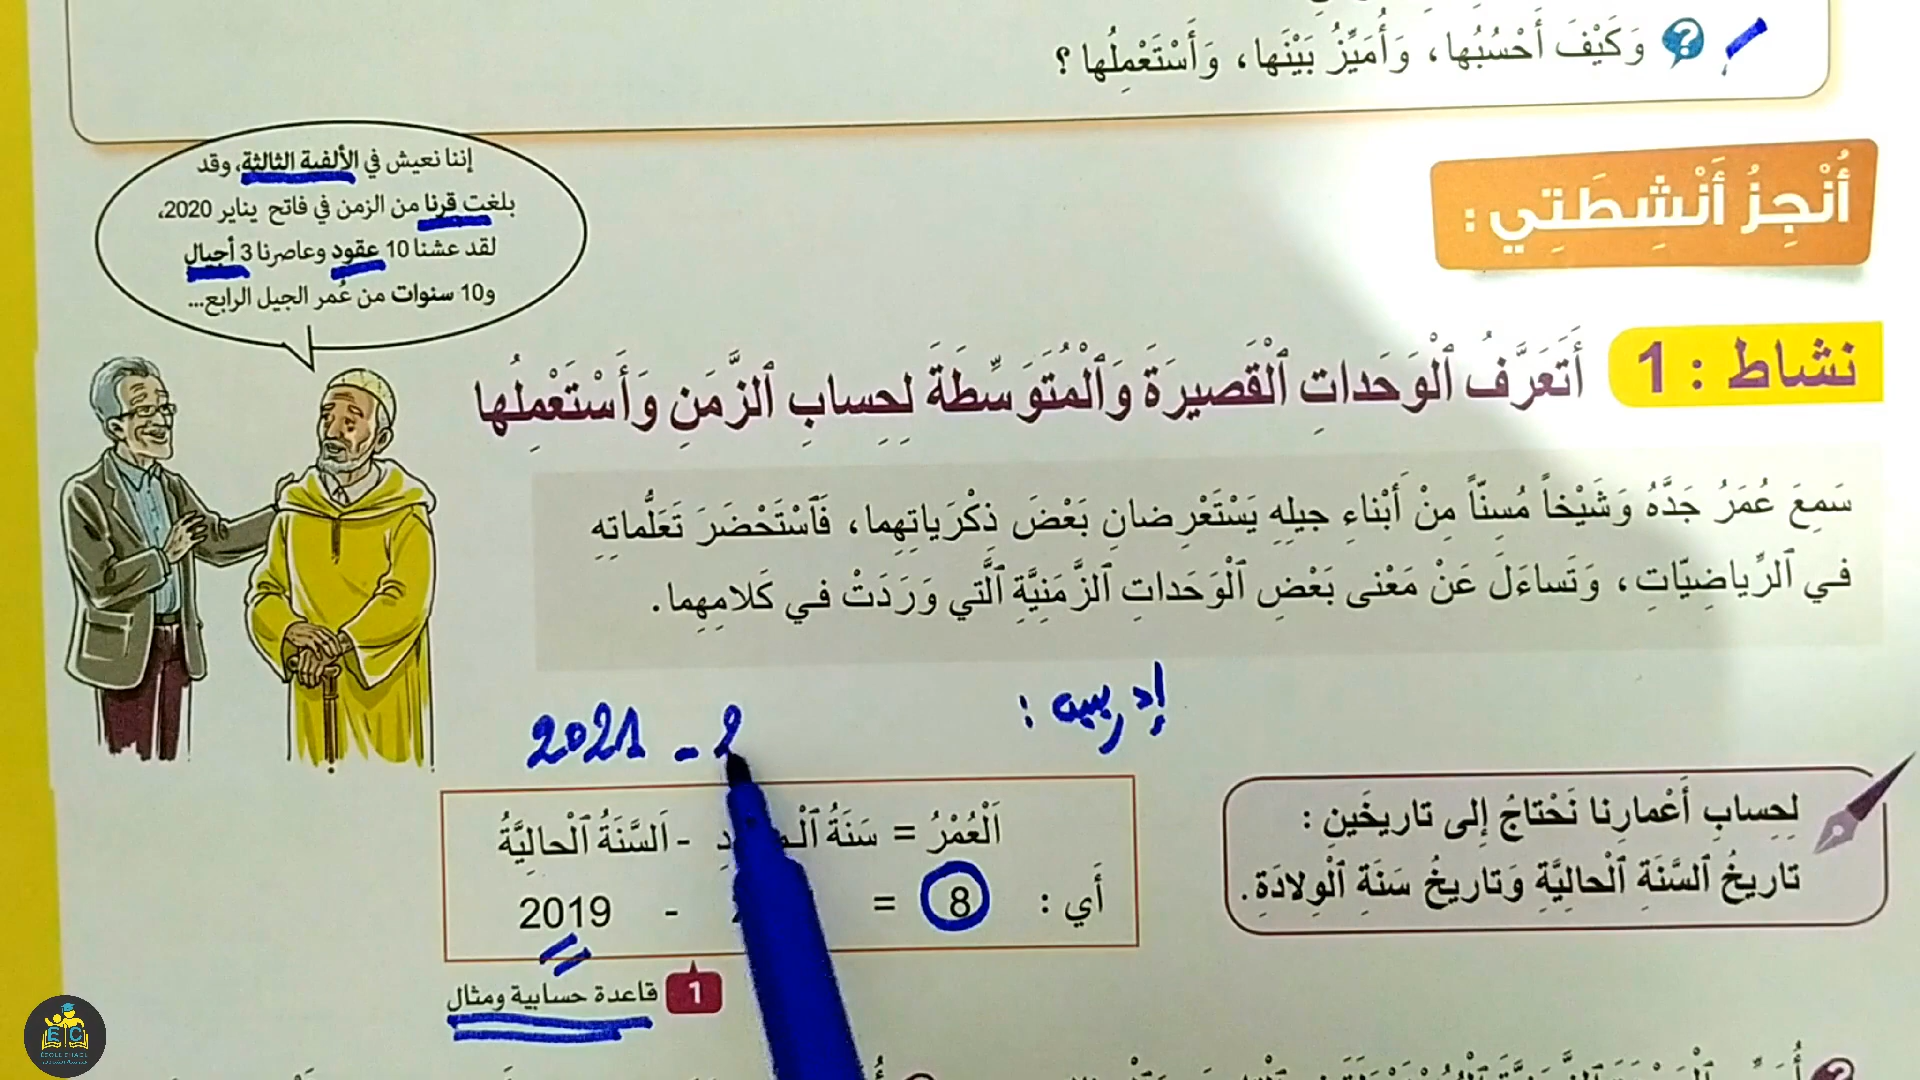 وَكَيْفَ أَحْسُبُها، وَأُمَيِّزُ بَيْنَها، وَأَسْتَعْمِلُها ؟
أُنْجِزُ أَنْشِطَتِي :
إننا نعيش في الألفية الثالثة، وقد
بلغت قرنا من الزمن في فاتح يناير 2020،
لقد عشنا 10 عقود وعاصرنا 3 أجيال
و10 سنوات من عُمر الجيل الرابع...
نشاط : 1 أَتَعَرَّفُ ٱلْوَحَداتِ ٱلْقَصيرَةَ وَٱلْمُتَوَسِّطَةَ لِحِسابِ ٱلزَّمَنِ وَأَسْتَعْمِلُها
سَمِعَ عُمَرُ جَدَّهُ وَشَيْخاً مُسِنّاً مِنْ أَبْناءِ جيلِهِ يَسْتَعْرِضانِ بَعْضَ ذِكْرَياتِهِما، فَٱسْتَحْضَرَ تَعَلُّماتِهِ
في ٱلرِّياضِيّاتِ، وَتَساءَلَ عَنْ مَعْنى بَعْضِ ٱلْوَحَداتِ ٱلزَّمَنِيَّةِ ٱلَّتي وَرَدَتْ في كَلامِهِما.
2021 - 2
لِحِسابِ أَعْمارِنا نَحْتاجُ إِلى تاريخَينِ :
تاريخُ ٱلسَّنَةِ ٱلْحالِيَّةِ وَتاريخُ سَنَةِ ٱلْوِلادَةِ.
اَلْعُمْرُ = سَنَةُ - اَلسَّنَةُ ٱلْحالِيَّةُ
أَي : 8 = - 2019
1 قاعدة حسابية ومثال